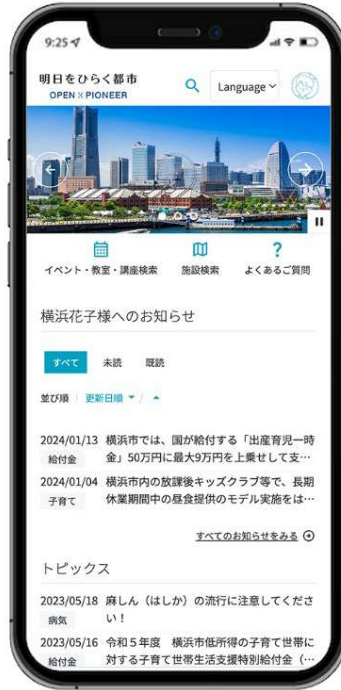 9:25
明日をひらく都市
OPEN X PIONEER
Language
イベント・教室・講座検索
施設検索
よくあるご質問
横浜花子様へのお知らせ
すべて 未読 既読
並び順 更新日順 /
2024/01/13 横浜市では、国が給付する「出産育児一時
給付金 金」50万円に最大9万円を上乗せして支…
2024/01/04 横浜市内の放課後キッズクラブ等で、長期
子育て 休業期間中の昼食提供のモデル実施をは…
すべてのお知らせをみる
トピックス
2023/05/18 麻しん（はしか）の流行に注意してくださ
病気 い！
2023/05/16 令和５年度 横浜市低所得の子育て世帯に
給付金 対する子育て世帯生活支援特別給付金（…